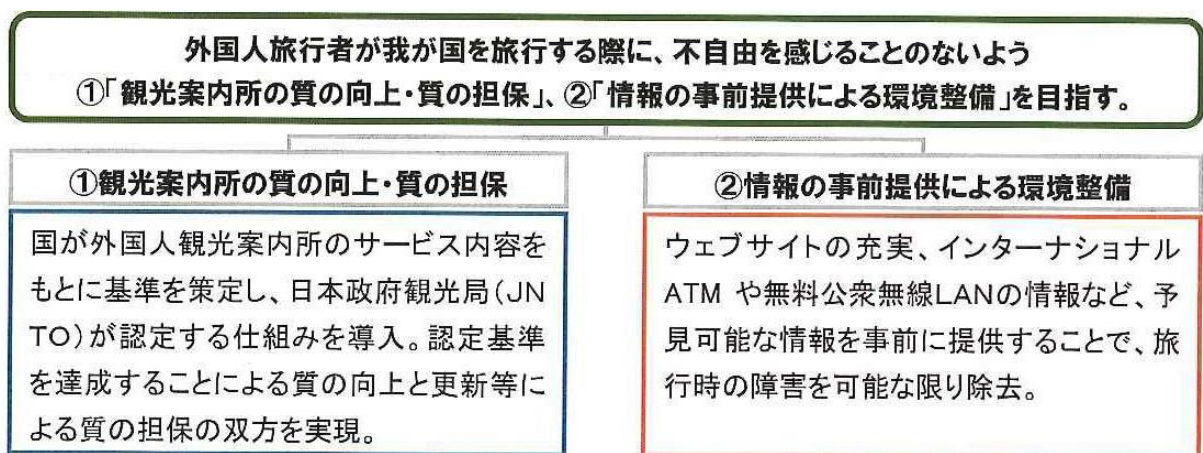 外国人旅行者が我が国を旅行する際に、不自由を感じることのないよう
①「観光案内所の質の向上・質の担保」、②「情報の事前提供による環境整備」を目指す。
①観光案内所の質の向上・質の担保
国が外国人観光案内所のサービス内容を
もとに基準を策定し、日本政府観光局(JN
TO)が認定する仕組みを導入。認定基準
を達成することによる質の向上と更新等に
よる質の担保の双方を実現。
②情報の事前提供による環境整備
ウェブサイトの充実、インターナショナル
ATM や無料公衆無線LANの情報など、予
見可能な情報を事前に提供することで、旅
行時の障害を可能な限り除去。